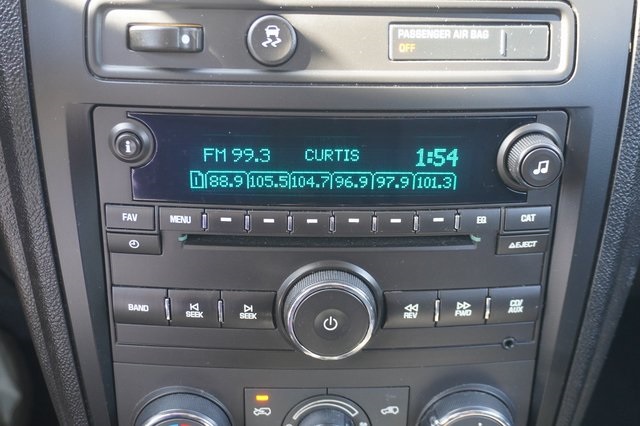 PASSENGER AIR BAG
OFF
i
FM 99.3 CURTIS 1:54
1 88.9 105.5 104.7 96.9 97.9 101.3
FAV MENU EQ CAT
EJECT
BAND SEEK SEEK REV FWD CD/AUX